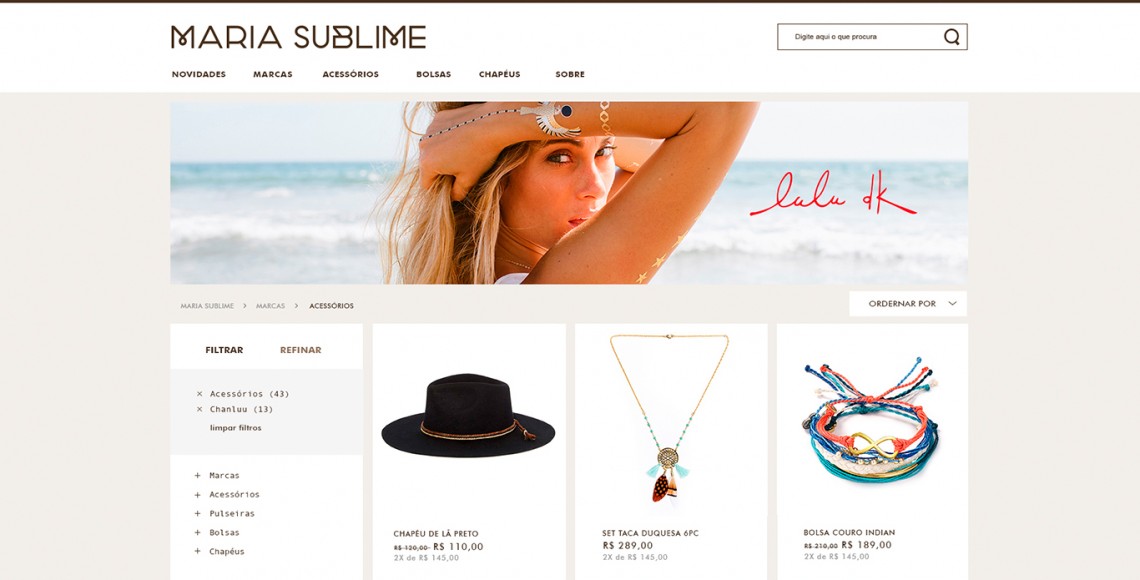 MARIA SUBLIME
Digite aqui o que procura
NOVIDADES MARCAS ACESSÓRIOS BOLSAS CHAPÉUS SOBRE
lulu dk
MARIA SUBLIME > MARCAS > ACESSÓRIOS
ORDERNAR POR
FILTRAR REFINAR
× Acessórios (43)
× Chanluu (13)
limpar filtros
+ Marcas
+ Acessórios
+ Pulseiras
+ Bolsas
+ Chapéus
CHAPÉU DE LÃ PRETO
R$ 120,00 R$ 110,00
2X de R$ 145,00
SET TACA DUQUESA 6PC
R$ 289,00
2X DE R$ 145,00
BOLSA COURO INDIAN
R$ 210,00 R$ 189,00
2X DE R$ 145,00